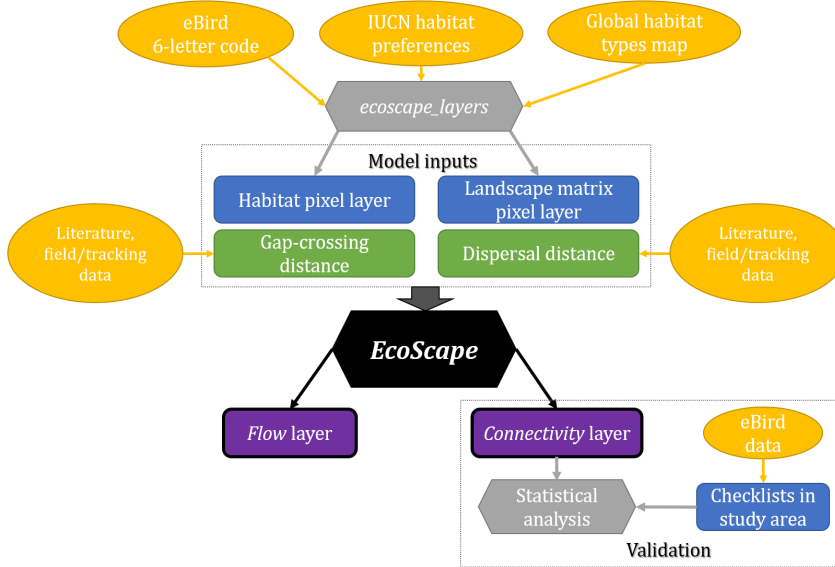 eBird
6-letter code
IUCN habitat
preferences
Global habitat
types map
ecoscape_layers
Model inputs
Habitat pixel layer
Landscape matrix
pixel layer
Literature,
field/tracking
data
Gap-crossing
distance
Dispersal distance
Literature,
field/tracking
data
EcoScape
Flow layer
Connectivity layer
eBird
data
Statistical
analysis
Checklists in
study area
Validation